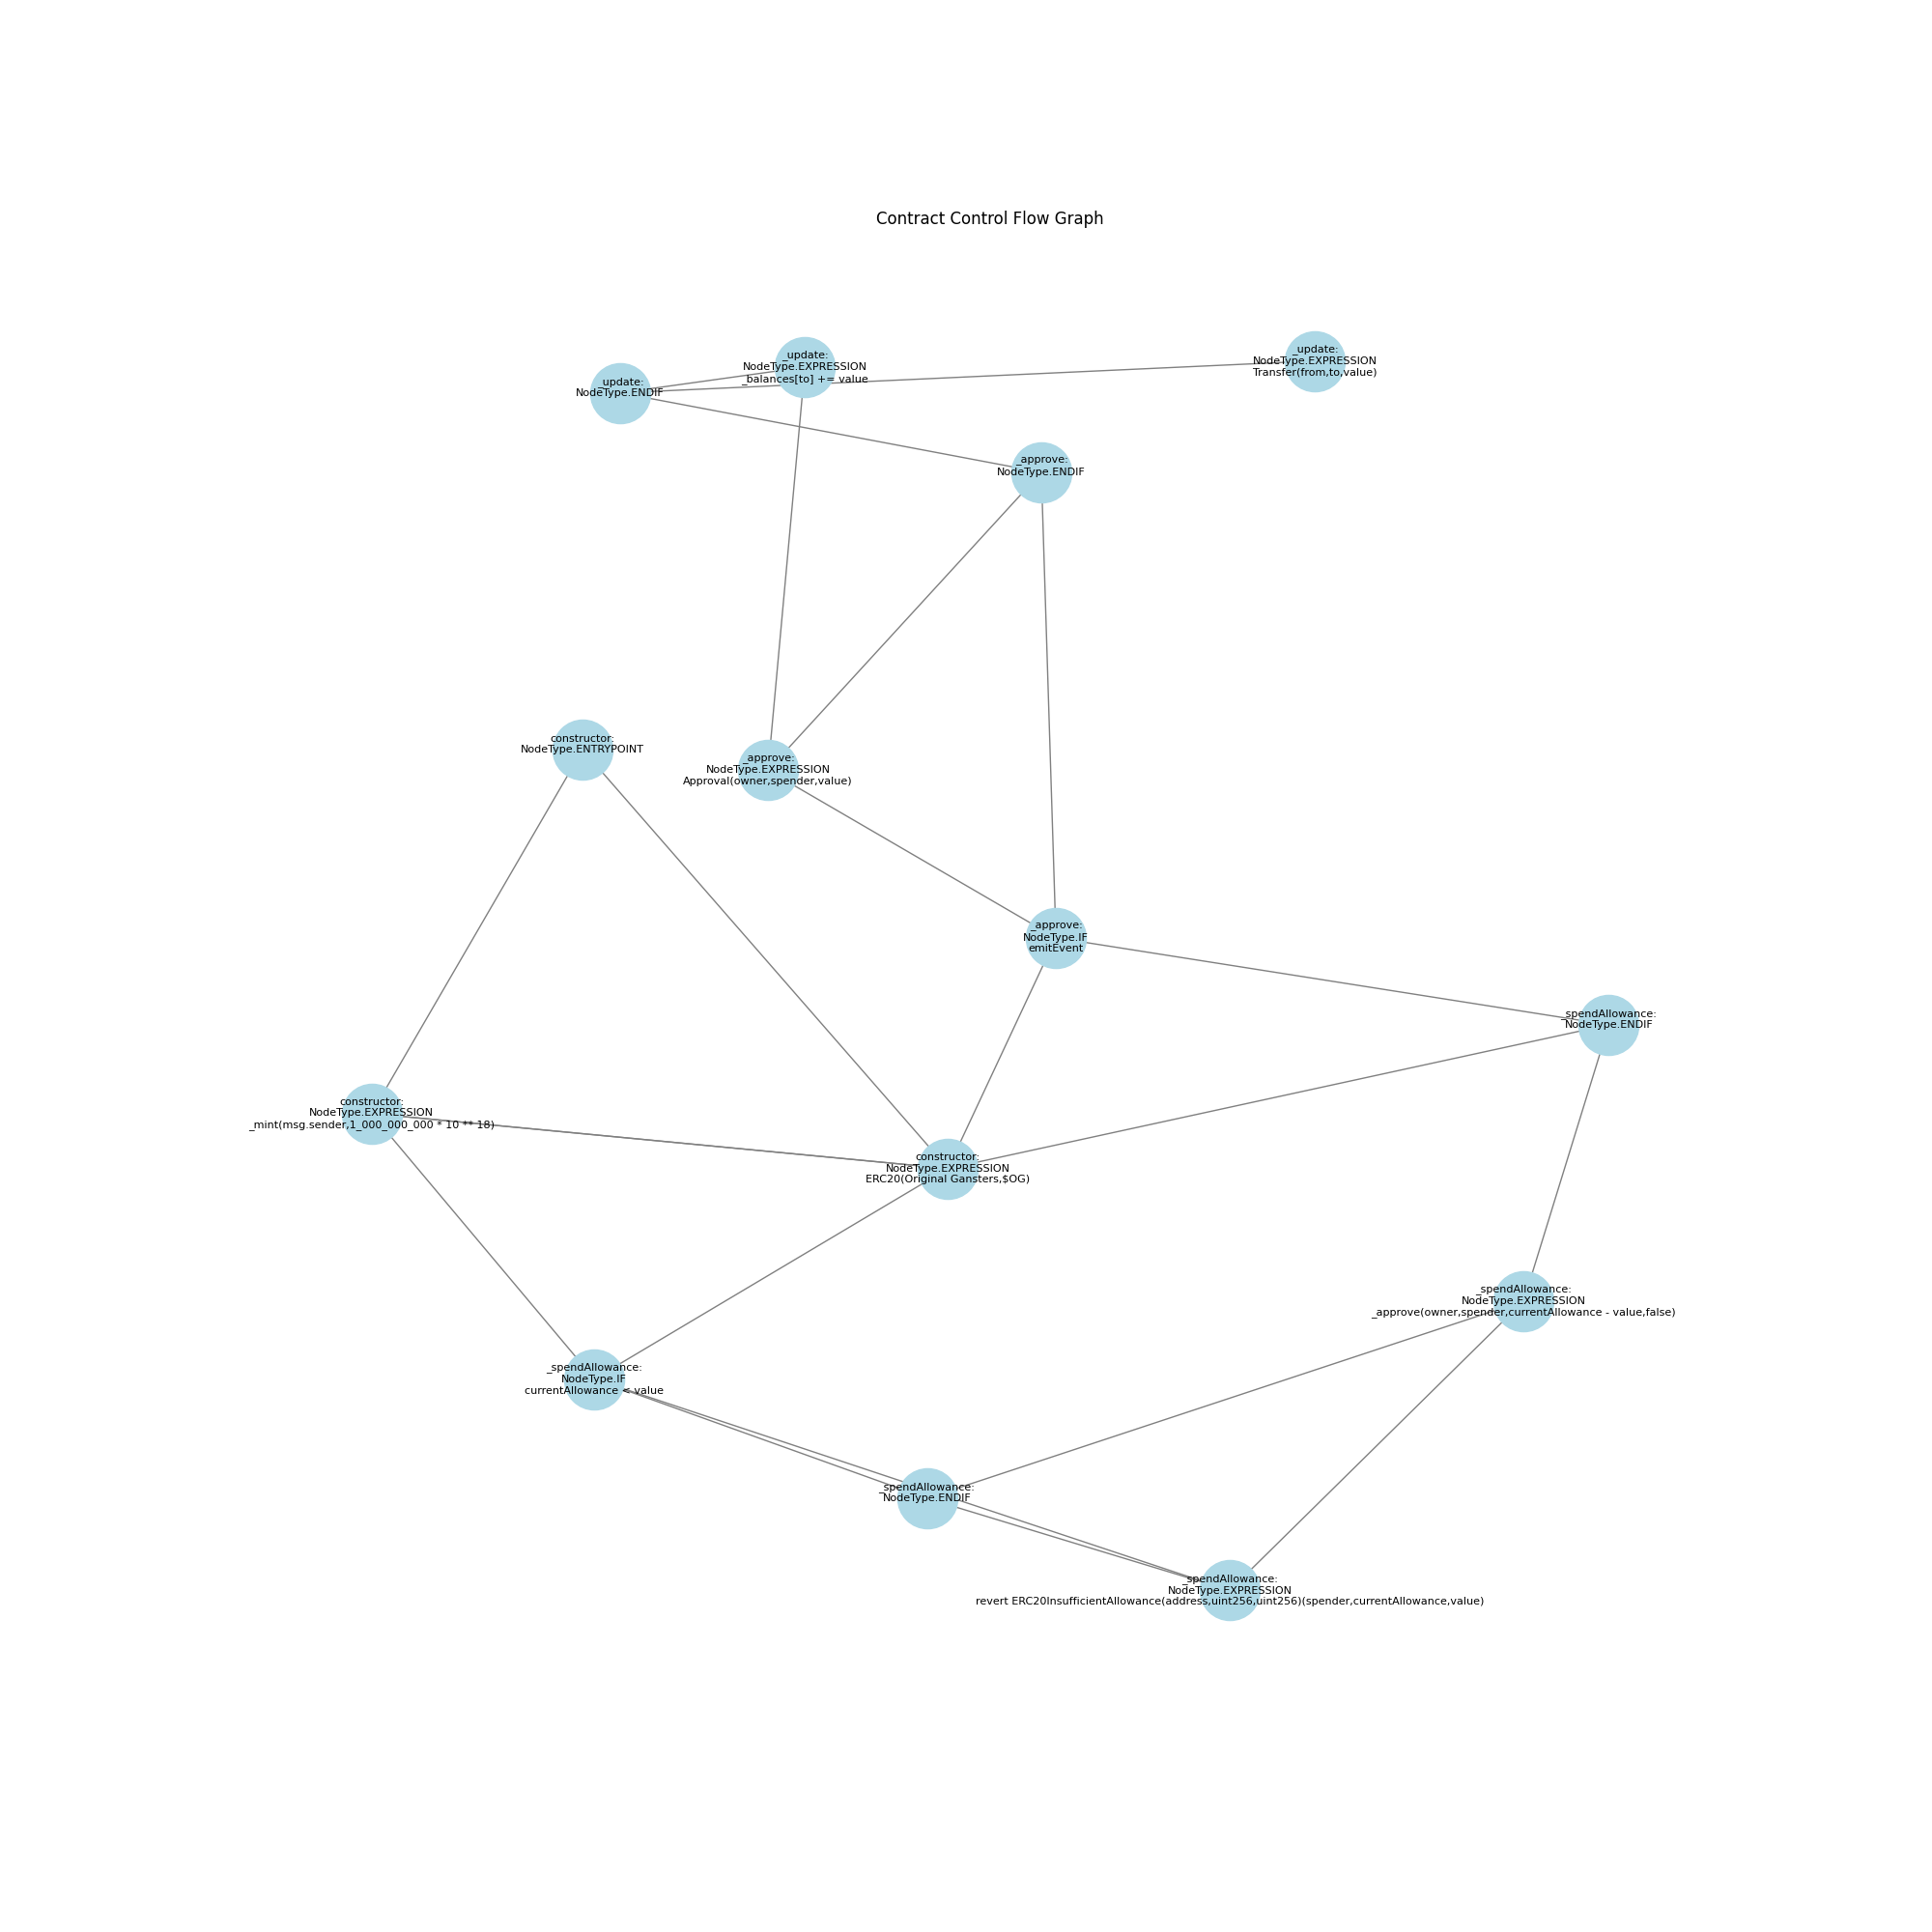 Contract Control Flow Graph
_update:
NodeType.EXPRESSION
_balances[to] += value
_update:
NodeType.EXPRESSION
Transfer(from,to,value)
_update:
NodeType.ENDIF
_approve:
NodeType.ENDIF
constructor:
NodeType.ENTRYPOINT
_approve:
NodeType.EXPRESSION
Approval(owner,spender,value)
_approve:
NodeType.IF
emitEvent
_spendAllowance:
NodeType.ENDIF
constructor:
NodeType.EXPRESSION
_mint(msg.sender,1_000_000_000 * 10 ** 18)
constructor:
NodeType.EXPRESSION
ERC20(Original Gansters,$OG)
_spendAllowance:
NodeType.EXPRESSION
_approve(owner,spender,currentAllowance - value,false)
_spendAllowance:
NodeType.IF
currentAllowance < value
_spendAllowance:
NodeType.ENDIF
_spendAllowance:
NodeType.EXPRESSION
revert ERC20InsufficientAllowance(address,uint256,uint256)(spender,currentAllowance,value)